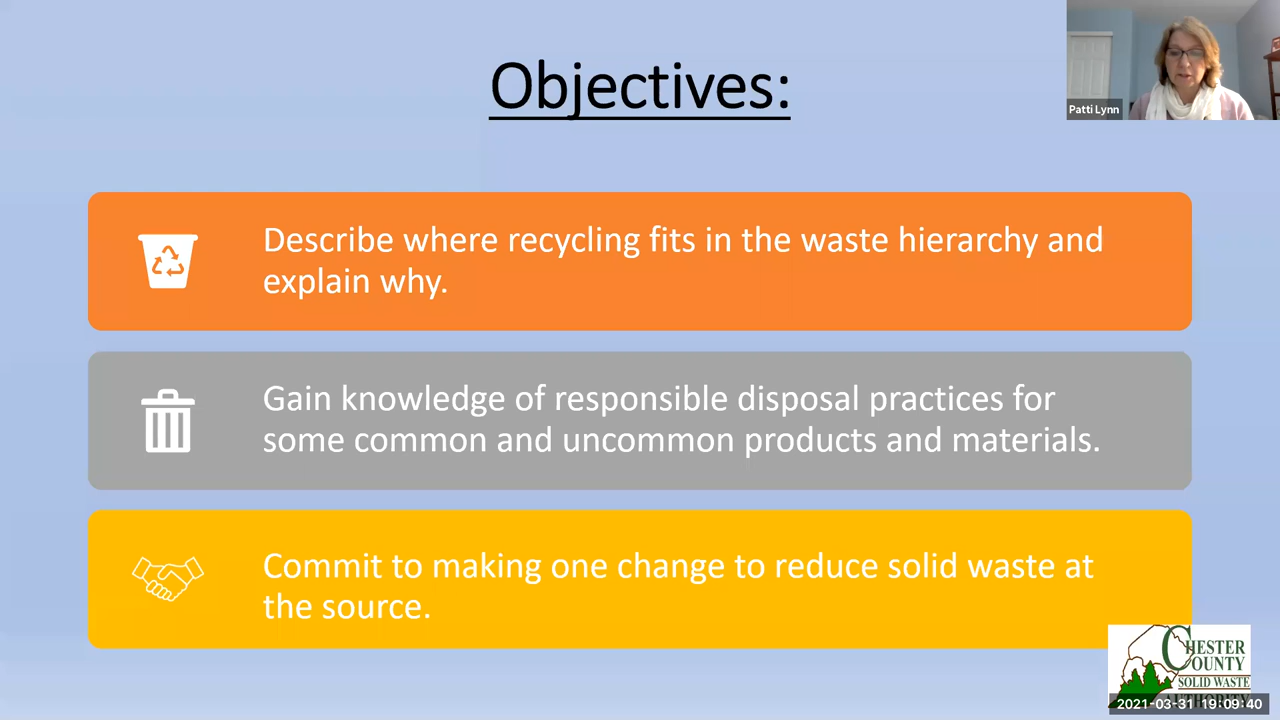 Objectives:
Patti Lynn
Describe where recycling fits in the waste hierarchy and
explain why.
Gain knowledge of responsible disposal practices for
some common and uncommon products and materials.
Commit to making one change to reduce solid waste at
the source.
CHESTER
COUNTY
SOLID WASTE
AUTHORITY
2021-03-31 19:09:40